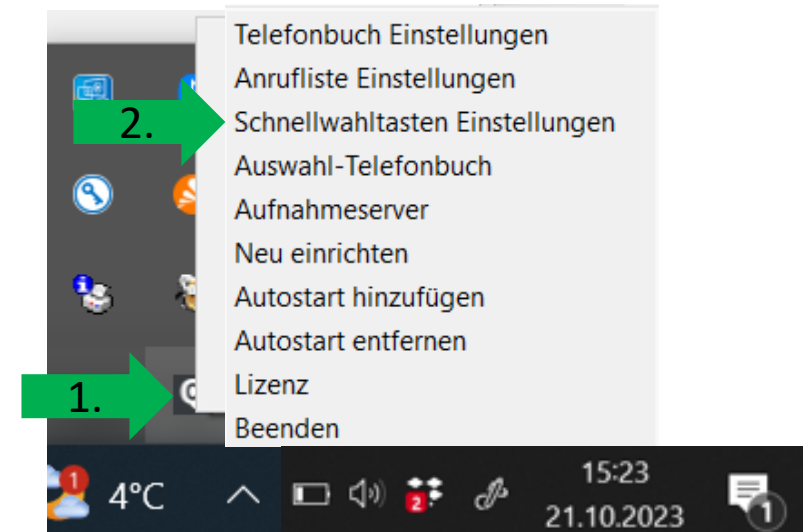 Telefonbuch Einstellungen
Anrufliste Einstellungen
2.
Schnellwahltasten Einstellungen
Auswahl-Telefonbuch
Aufnahmeserver
Neu einrichten
Autostart hinzufügen
Autostart entfernen
1.
Lizenz
Beenden
1
4°C
2
15:23
21.10.2023
1